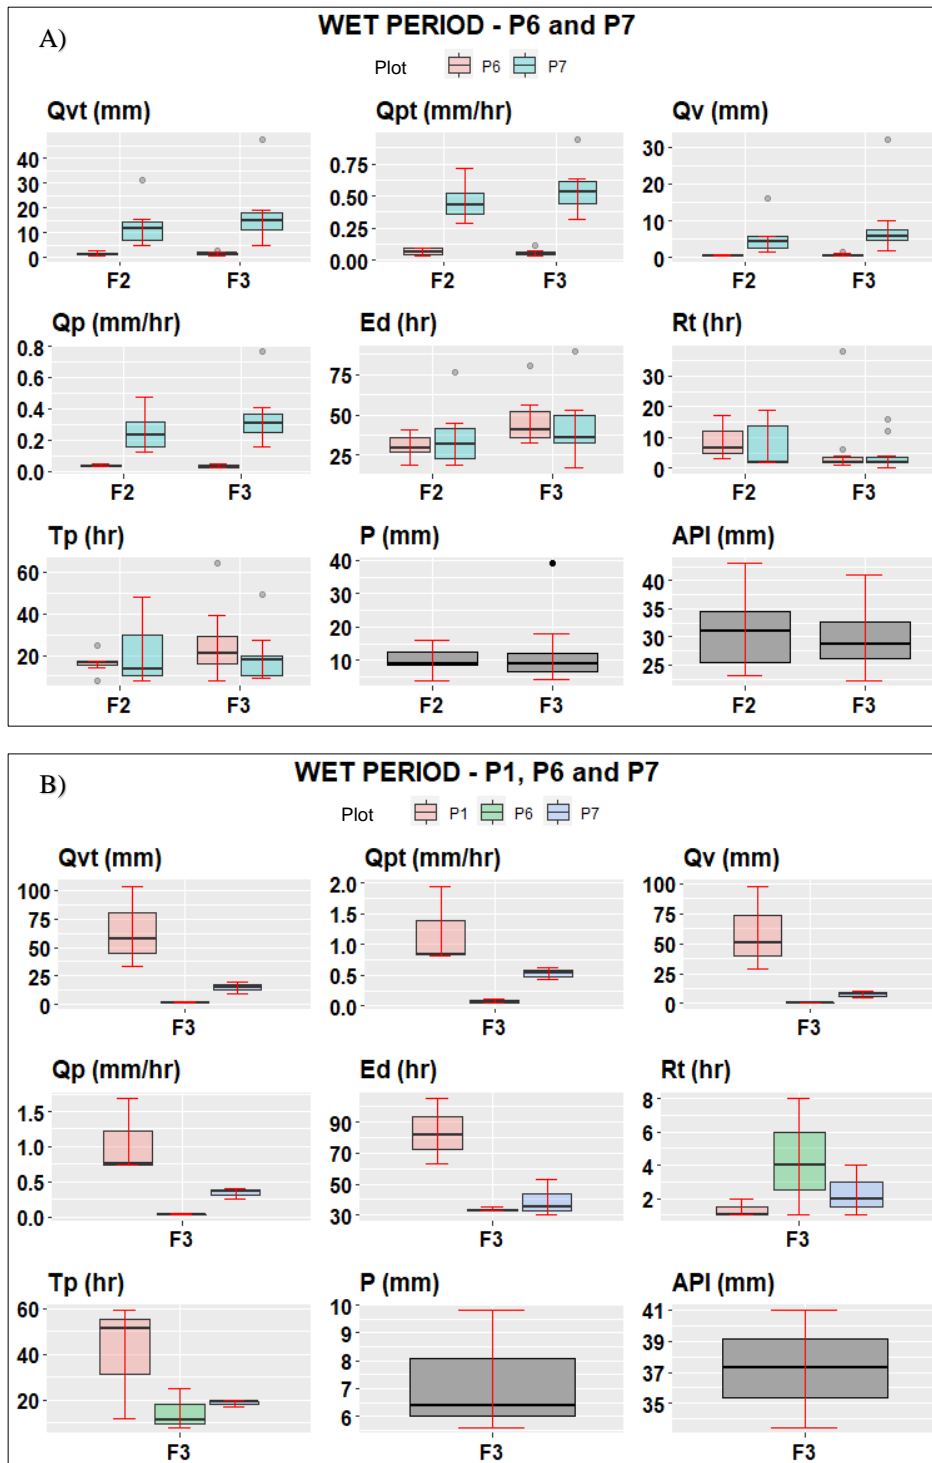 A)
WET PERIOD - P6 and P7
Plot P6 P7
Qvt (mm) Qpt (mm/hr) Qv (mm)
40
30
20
10
0
F2 F3
0.75
0.50
0.25
0.00
F2 F3
30
20
10
0
F2 F3
Qp (mm/hr) Ed (hr) Rt (hr)
0.8
0.6
0.4
0.2
0.0
F2 F3
75
50
25
F2 F3
30
20
10
0
F2 F3
Tp (hr) P (mm) API (mm)
60
40
20
F2 F3
40
30
20
10
F2 F3
40
35
30
25
F2 F3
B)
WET PERIOD - P1, P6 and P7
Plot P1 P6 P7
Qvt (mm) Qpt (mm/hr) Qv (mm)
100
75
50
25
0
F3
2.0
1.5
1.0
0.5
0.0
F3
100
75
50
25
0
F3
Qp (mm/hr) Ed (hr) Rt (hr)
1.5
1.0
0.5
0.0
F3
90
70
50
30
F3
8
6
4
2
F3
Tp (hr) P (mm) API (mm)
60
40
20
F3
10
9
8
7
6
F3
41
39
37
35
F3